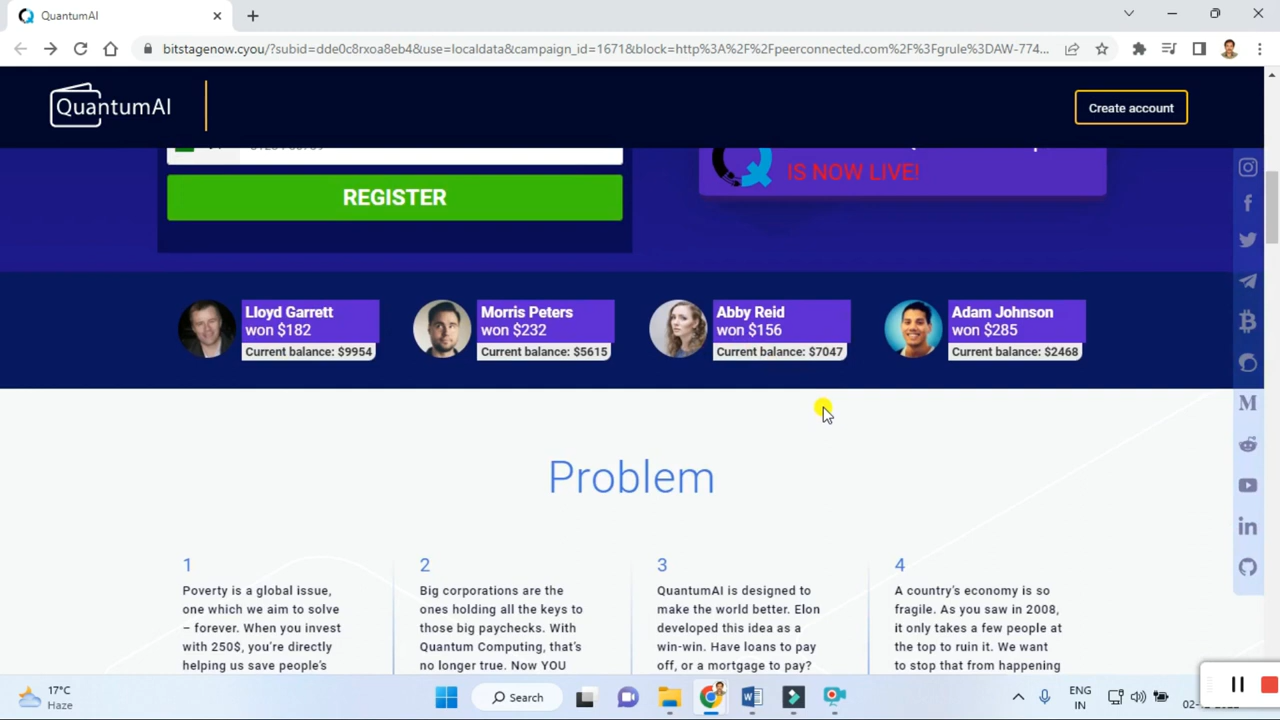 QuantumAI
bitstagenow.cyou/?subid=dde0c8rxoa8eb4&use=localdata&campaign_id=1671&block=http%3A%2F%2Fpeerconnected.com%2F%3Fgrule%3DAW-774...
QuantumAI
Create account
REGISTER
IS NOW LIVE!
Lloyd Garrett
won $182
Current balance: $9954
Morris Peters
won $232
Current balance: $5615
Abby Reid
won $156
Current balance: $7047
Adam Johnson
won $285
Current balance: $2468
Problem
1
Poverty is a global issue,
one which we aim to solve
– forever. When you invest
with 250$, you’re directly
helping us save people’s
2
Big corporations are the
ones holding all the keys to
those big paychecks. With
Quantum Computing, that’s
no longer true. Now YOU
3
QuantumAI is designed to
make the world better. Elon
developed this idea as a
win-win. Have loans to pay
off, or a mortgage to pay?
4
A country’s economy is so
fragile. As you saw in 2008,
it only takes a few people at
the top to ruin it. We want
to stop that from happening
17°C
Haze
Search
ENG
IN